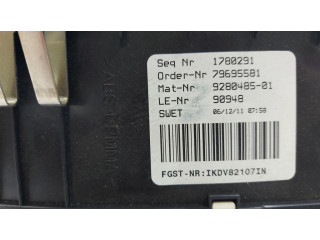 Seq Nr 1780291
Order-Nr 79695581
Mat-Nr 9280485-01
LE-Nr 90948
SWET 06/12/11 07:58
FGST-NR:IKDV82107IN